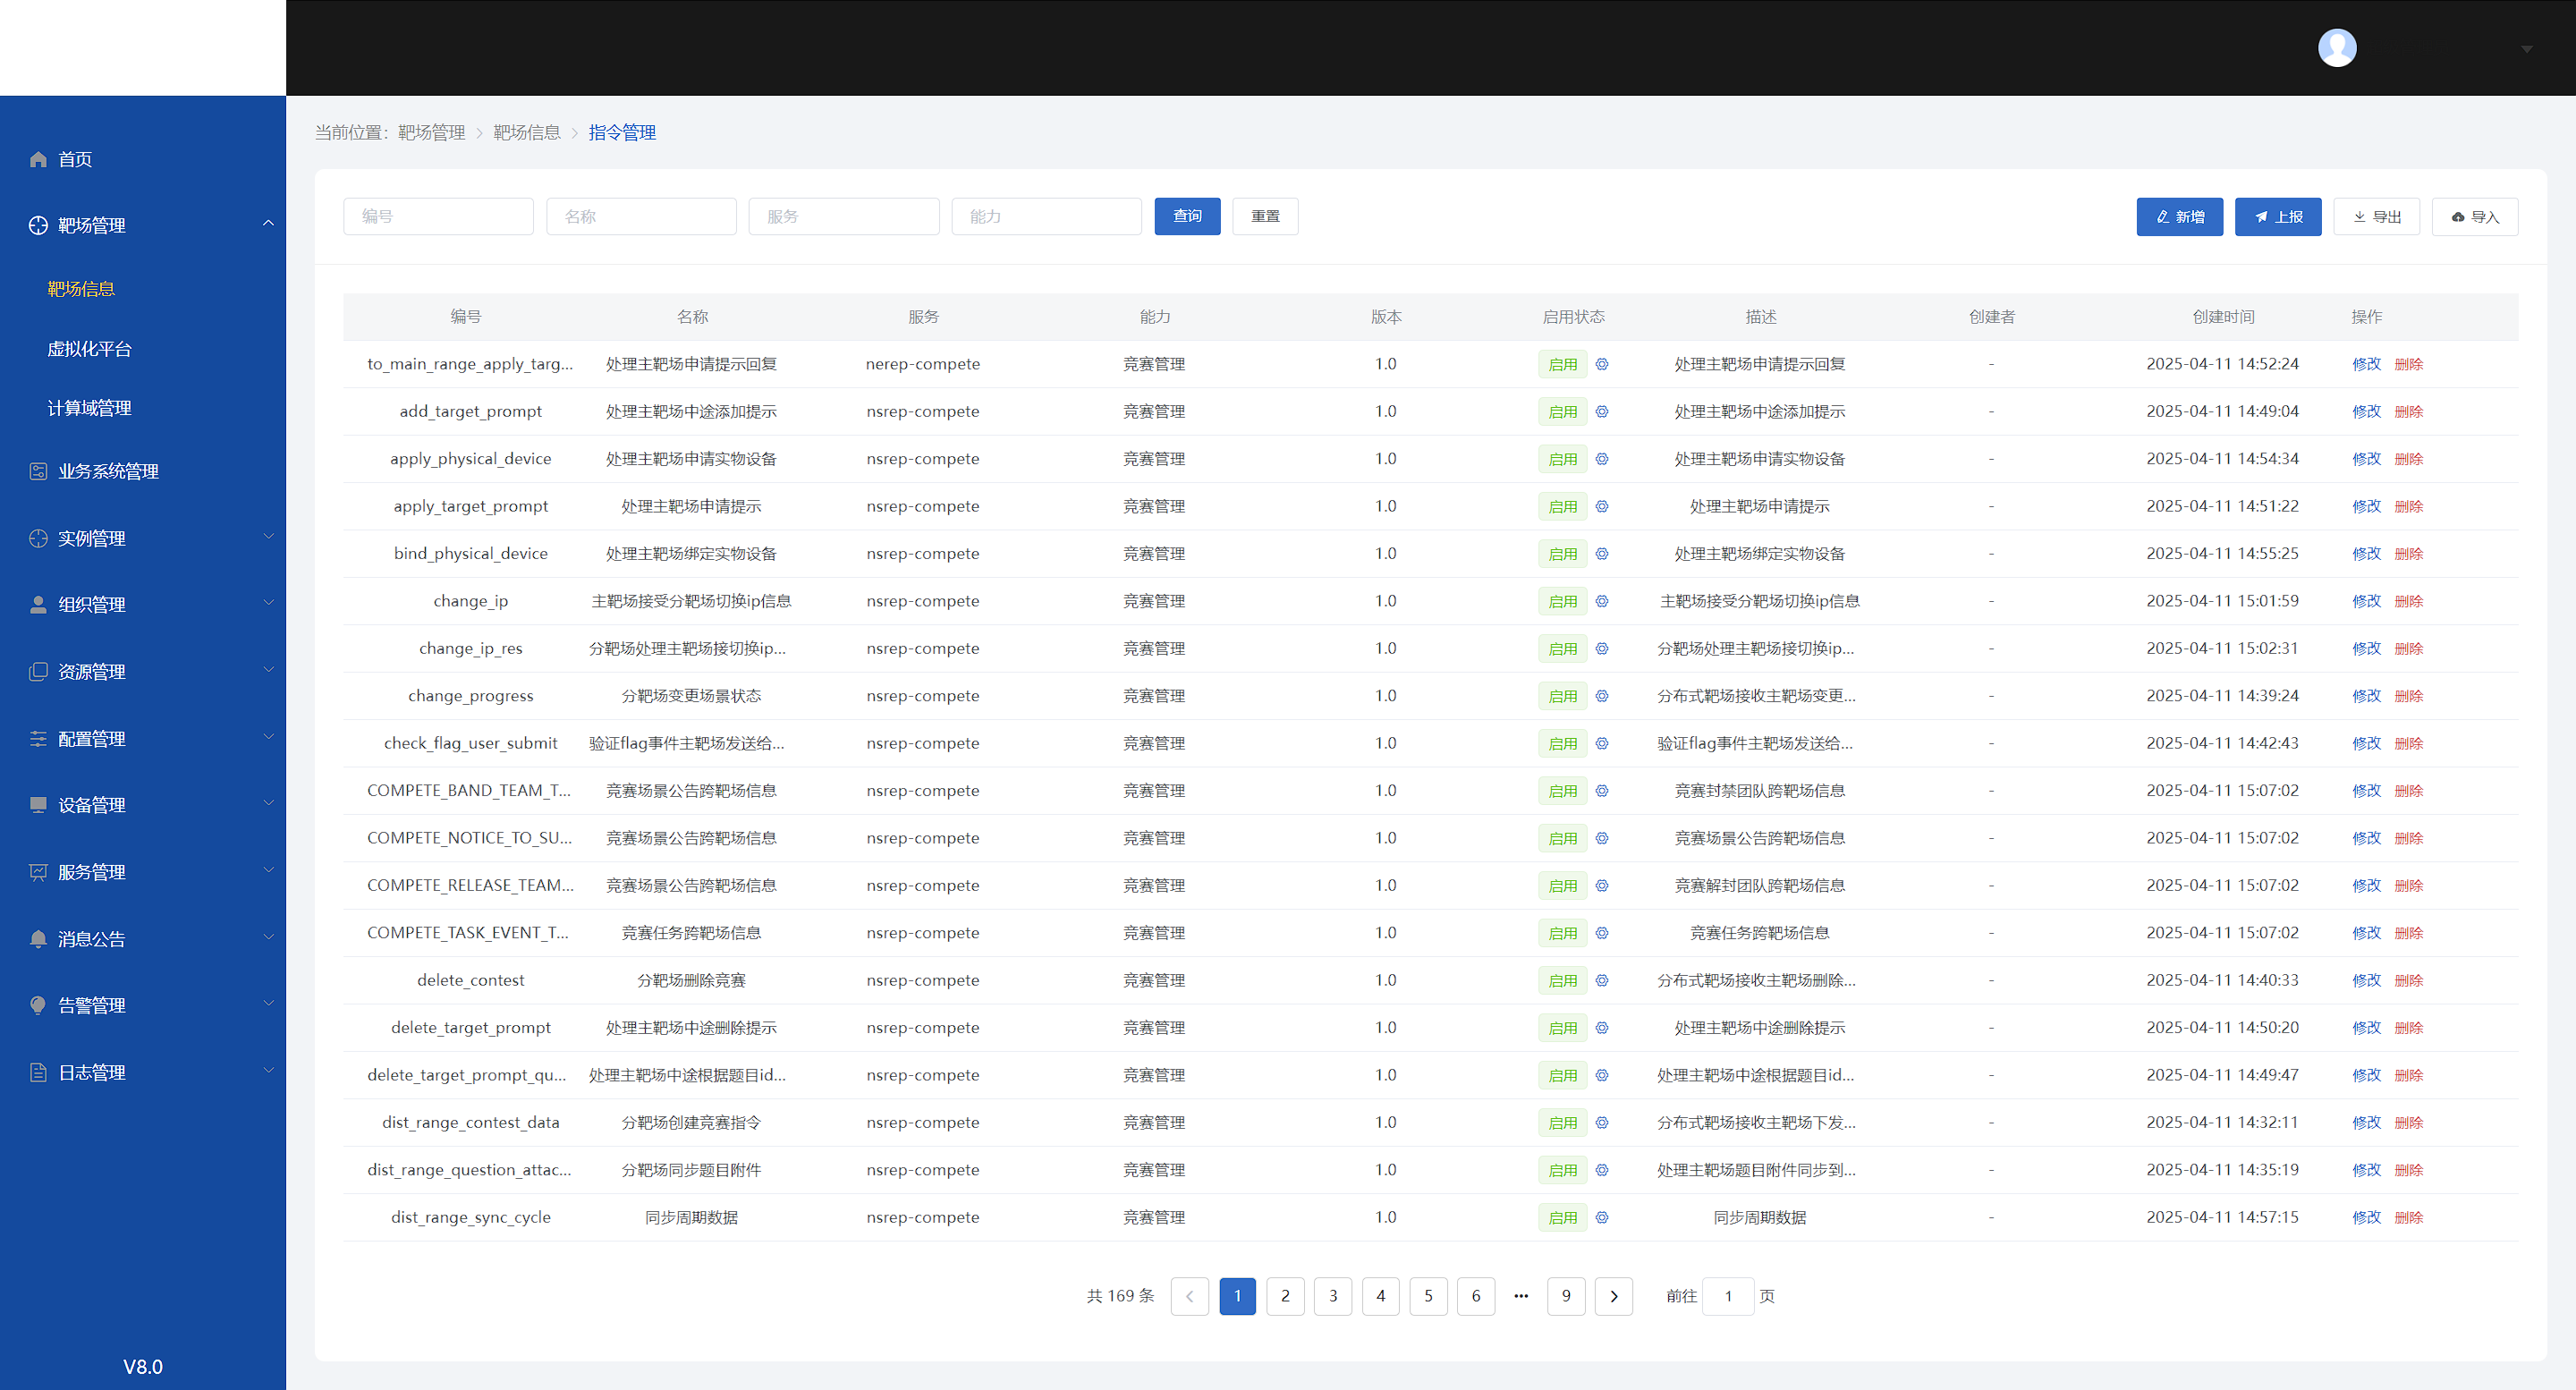 首页
靶场管理
靶场信息
虚拟化平台
计算域管理
业务系统管理
实例管理
组织管理
资源管理
配置管理
设备管理
服务管理
消息公告
告警管理
日志管理
V8.0
当前位置： 靶场管理 > 靶场信息 > 指令管理
编号 名称 服务 能力 查询 重置 新增 上报 导出 导入
编号 名称 服务 能力 版本 启用状态 描述 创建者 创建时间 操作
to_main_range_apply_targ... 处理主靶场申请提示回复 nerep-compete 竞赛管理 1.0 启用 处理主靶场申请提示回复 - 2025-04-11 14:52:24 修改 删除
add_target_prompt 处理主靶场中途添加提示 nsrep-compete 竞赛管理 1.0 启用 处理主靶场中途添加提示 - 2025-04-11 14:49:04 修改 删除
apply_physical_device 处理主靶场申请实物设备 nsrep-compete 竞赛管理 1.0 启用 处理主靶场申请实物设备 - 2025-04-11 14:54:34 修改 删除
apply_target_prompt 处理主靶场申请提示 nsrep-compete 竞赛管理 1.0 启用 处理主靶场申请提示 - 2025-04-11 14:51:22 修改 删除
bind_physical_device 处理主靶场绑定实物设备 nsrep-compete 竞赛管理 1.0 启用 处理主靶场绑定实物设备 - 2025-04-11 14:55:25 修改 删除
change_ip 主靶场接受分靶场切换ip信息 nsrep-compete 竞赛管理 1.0 启用 主靶场接受分靶场切换ip信息 - 2025-04-11 15:01:59 修改 删除
change_ip_res 分靶场处理主靶场接切换ip... nsrep-compete 竞赛管理 1.0 启用 分靶场处理主靶场接切换ip... - 2025-04-11 15:02:31 修改 删除
change_progress 分靶场变更场景状态 nsrep-compete 竞赛管理 1.0 启用 分布式靶场接收主靶场变更... - 2025-04-11 14:39:24 修改 删除
check_flag_user_submit 验证flag事件主靶场发送给... nsrep-compete 竞赛管理 1.0 启用 验证flag事件主靶场发送给... - 2025-04-11 14:42:43 修改 删除
COMPETE_BAND_TEAM_T... 竞赛场景公告跨靶场信息 nsrep-compete 竞赛管理 1.0 启用 竞赛封禁团队跨靶场信息 - 2025-04-11 15:07:02 修改 删除
COMPETE_NOTICE_TO_SU... 竞赛场景公告跨靶场信息 nsrep-compete 竞赛管理 1.0 启用 竞赛场景公告跨靶场信息 - 2025-04-11 15:07:02 修改 删除
COMPETE_RELEASE_TEAM... 竞赛场景公告跨靶场信息 nsrep-compete 竞赛管理 1.0 启用 竞赛解封团队跨靶场信息 - 2025-04-11 15:07:02 修改 删除
COMPETE_TASK_EVENT_T... 竞赛任务跨靶场信息 nsrep-compete 竞赛管理 1.0 启用 竞赛任务跨靶场信息 - 2025-04-11 15:07:02 修改 删除
delete_contest 分靶场删除竞赛 nsrep-compete 竞赛管理 1.0 启用 分布式靶场接收主靶场删除... - 2025-04-11 14:40:33 修改 删除
delete_target_prompt 处理主靶场中途删除提示 nsrep-compete 竞赛管理 1.0 启用 处理主靶场中途删除提示 - 2025-04-11 14:50:20 修改 删除
delete_target_prompt_qu... 处理主靶场中途根据题目id... nsrep-compete 竞赛管理 1.0 启用 处理主靶场中途根据题目id... - 2025-04-11 14:49:47 修改 删除
dist_range_contest_data 分靶场创建竞赛指令 nsrep-compete 竞赛管理 1.0 启用 分布式靶场接收主靶场下发... - 2025-04-11 14:32:11 修改 删除
dist_range_question_attac... 分靶场同步题目附件 nsrep-compete 竞赛管理 1.0 启用 处理主靶场题目附件同步到... - 2025-04-11 14:35:19 修改 删除
dist_range_sync_cycle 同步周期数据 nsrep-compete 竞赛管理 1.0 启用 同步周期数据 - 2025-04-11 14:57:15 修改 删除
共 169 条 < 1 2 3 4 5 6 ••• 9 > 前往 1 页